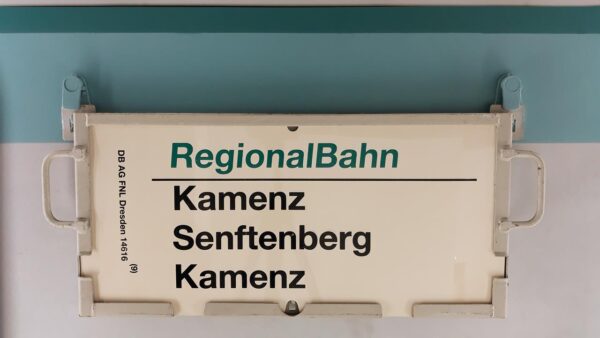 RegionalBahn
Kamenz
Senftenberg
Kamenz
DB AG FNL Dresden 14616 (9)